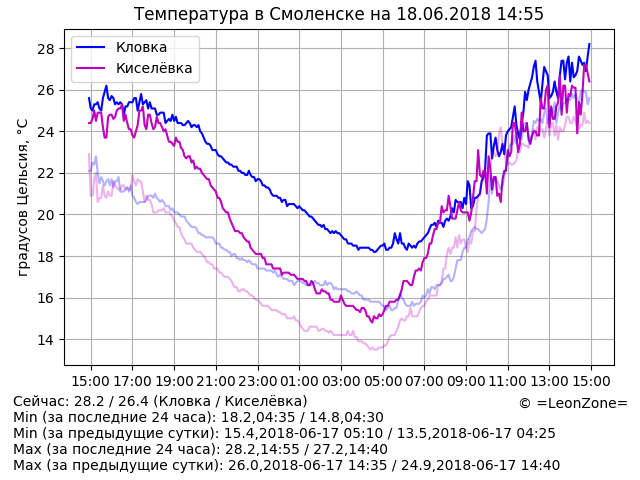 Температура в Смоленске на 18.06.2018 14:55
градусов Цельсия, °C
Кловка
Киселёвка
28
26
24
22
20
18
16
14
15:00 17:00 19:00 21:00 23:00 01:00 03:00 05:00 07:00 09:00 11:00 13:00 15:00
Сейчас: 28.2 / 26.4 (Кловка / Киселёвка)
© =LeonZone=
Min (за последние 24 часа): 18.2,04:35 / 14.8,04:30
Min (за предыдущие сутки): 15.4,2018-06-17 05:10 / 13.5,2018-06-17 04:25
Max (за последние 24 часа): 28.2,14:55 / 27.2,14:40
Max (за предыдущие сутки): 26.0,2018-06-17 14:35 / 24.9,2018-06-17 14:40